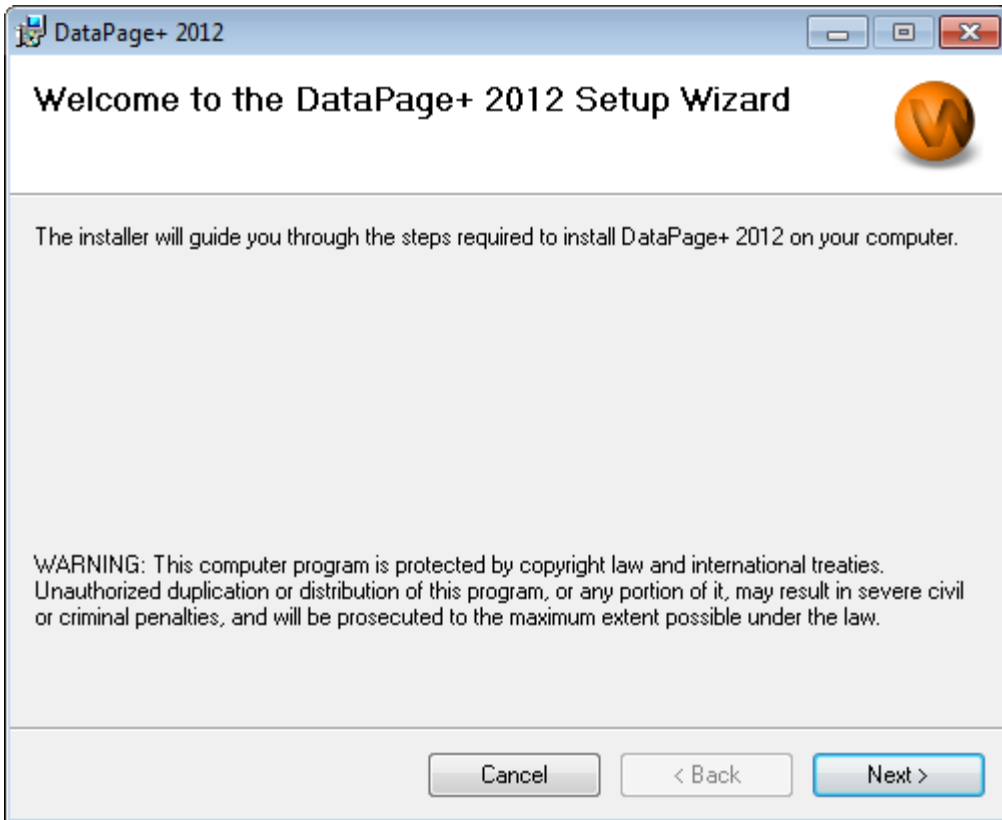 DataPage+ 2012
Welcome to the DataPage+ 2012 Setup Wizard
W
The installer will guide you through the steps required to install DataPage+ 2012 on your computer.
WARNING: This computer program is protected by copyright law and international treaties.
Unauthorized duplication or distribution of this program, or any portion of it, may result in severe civil
or criminal penalties, and will be prosecuted to the maximum extent possible under the law.
Cancel
< Back
Next >